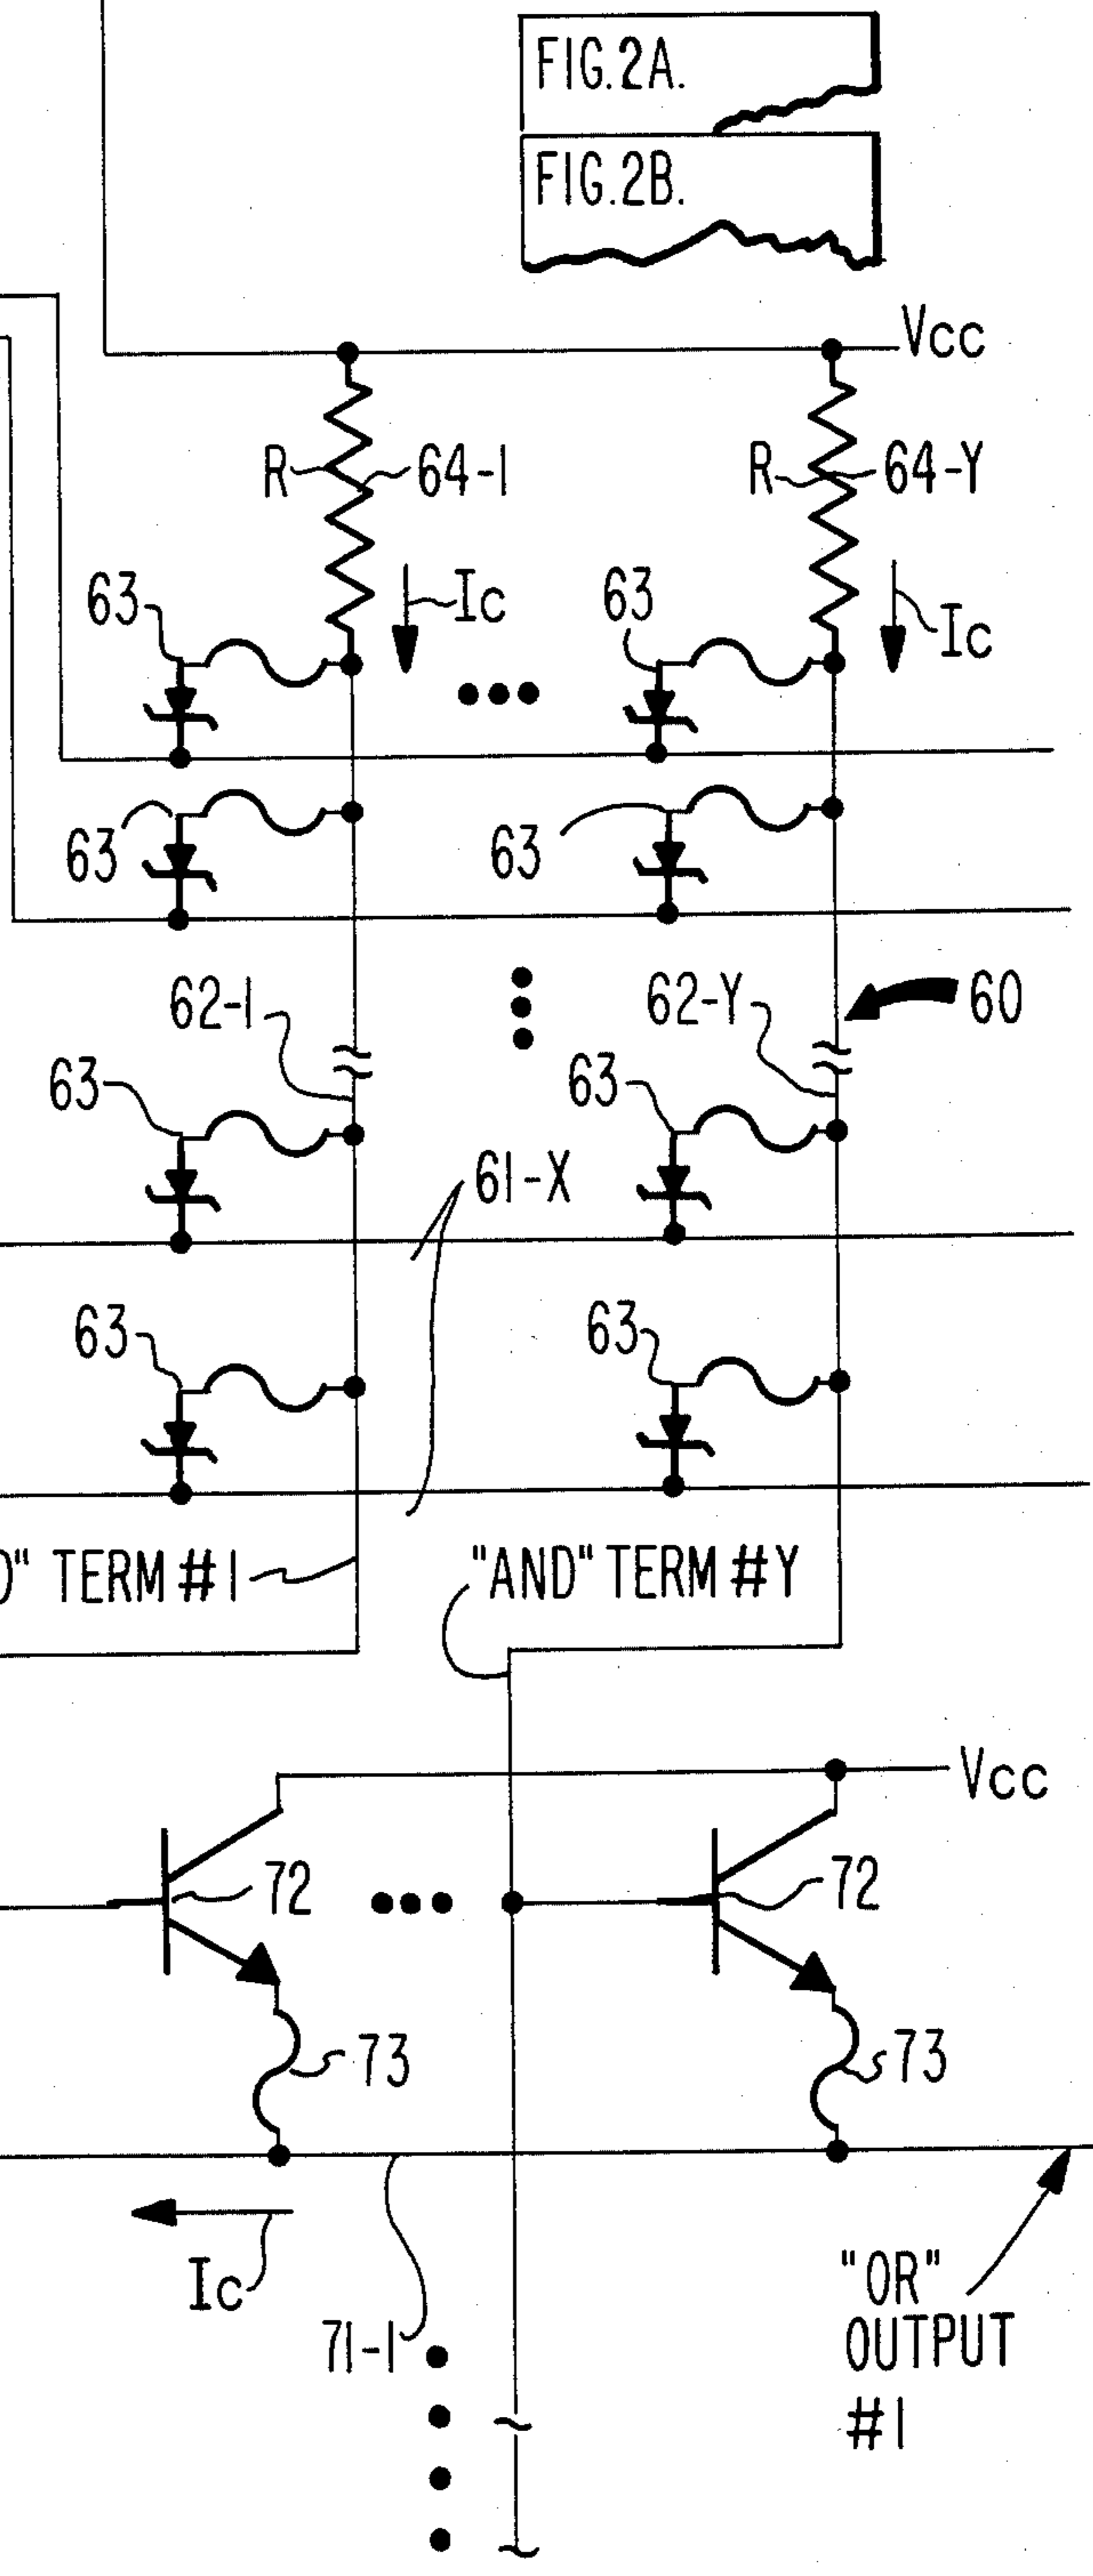 FIG.2A.
FIG.2B.
Vcc
R 64-1 R 64-Y
63 Ic 63 Ic
63 63
62-1 62-Y 60
63 63
61-X
63 63
D" TERM #1 "AND" TERM #Y
Vcc
72 72
73 73
Ic "OR"
71-1 OUTPUT
#1